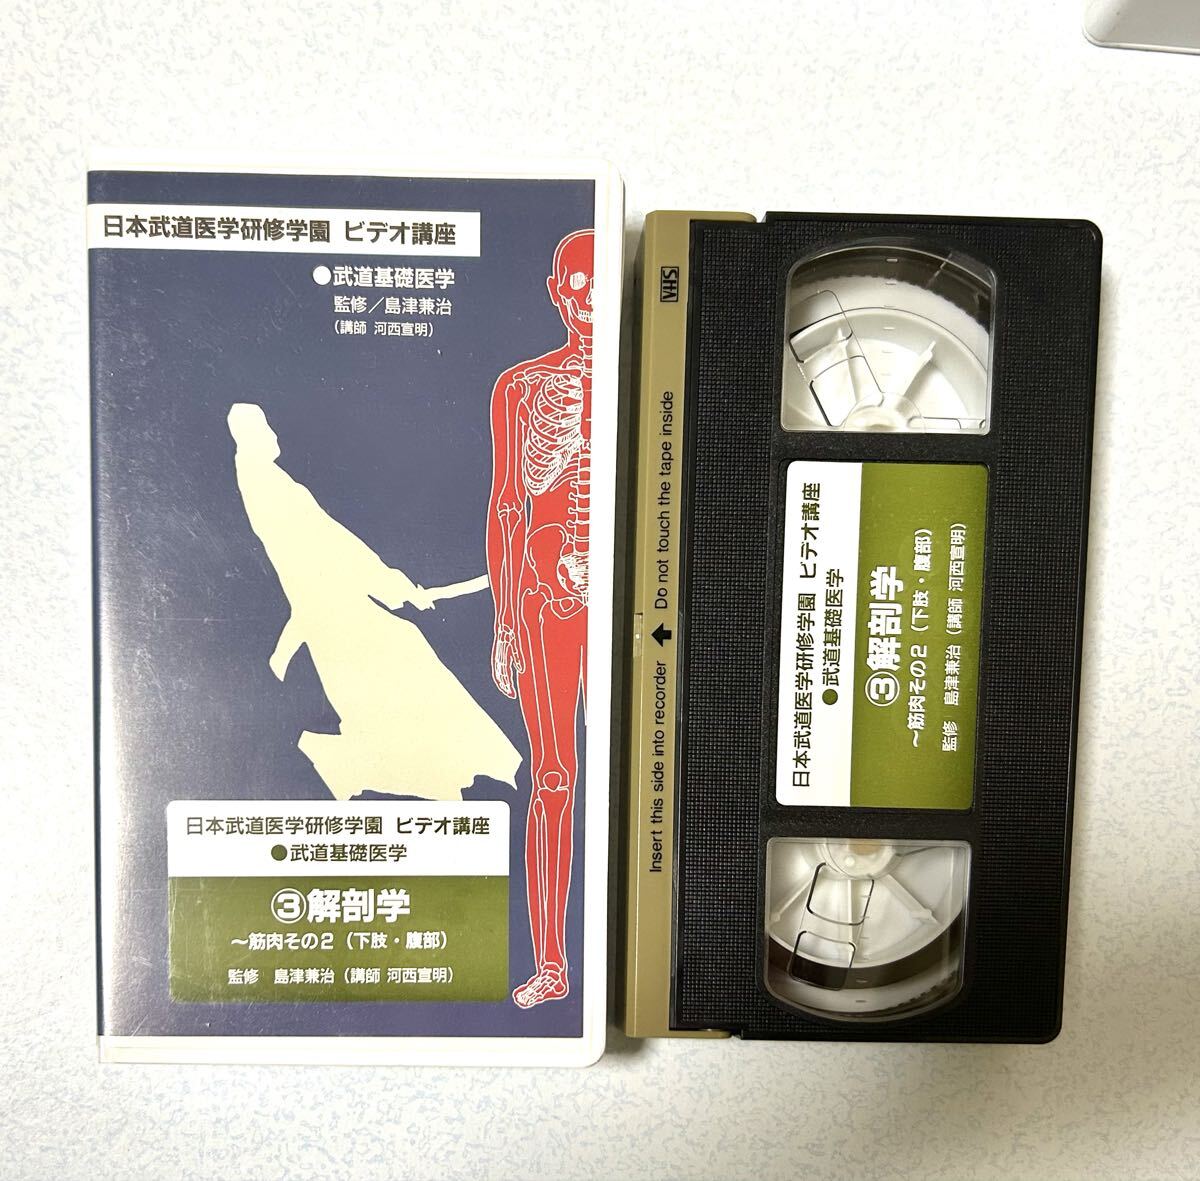 日本武道医学研修学園 ビデオ講座
●武道基礎医学
監修／島津兼治
（講師 河西宣明）
日本武道医学研修学園 ビデオ講座
●武道基礎医学
③解剖学
～筋肉その2（下肢・腹部）
監修 島津兼治（講師 河西宣明）
VHS
Insert this side into recorder ↑ Do not touch the tape inside
日本武道医学研修学園 ビデオ講座
●武道基礎医学
③解剖学
～筋肉その2（下肢・腹部）
監修 島津兼治（講師 河西宣明）